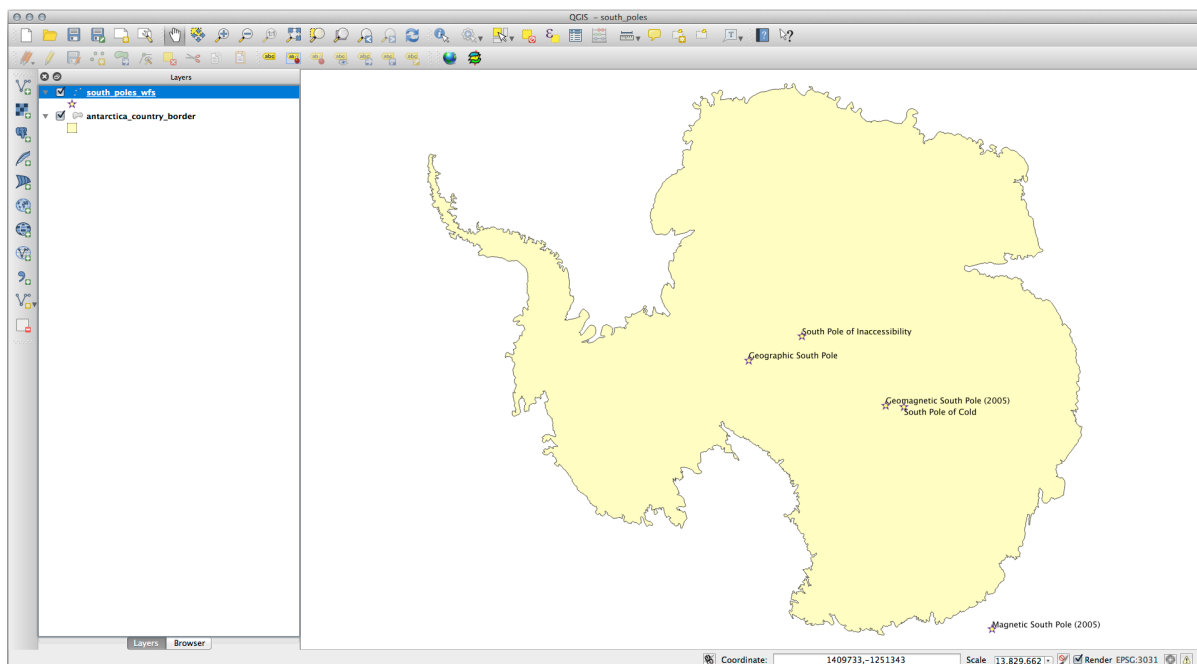 QGIS - south_poles
Layers
south_poles_wfs
antarctica_country_border
South Pole of Inaccessibility
Geographic South Pole
Geomagnetic South Pole (2005)
South Pole of Cold
Magnetic South Pole (2005)
Layers Browser
Coordinate: 1409733,-1251343 Scale 13,829,662 Render EPSG:3031